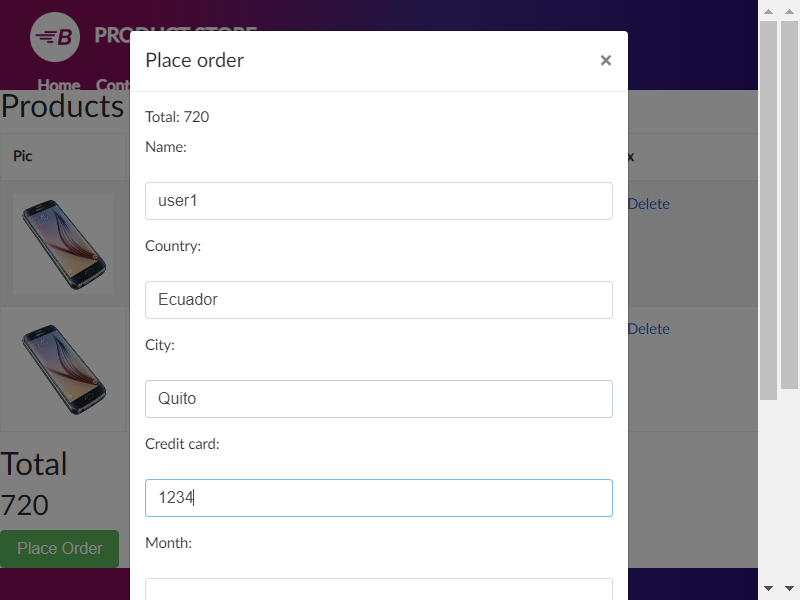 B PRODUCT STORE
Home Cont
Products
Pic
x
Delete
Delete
Total
720
Place Order
Place order
×
Total: 720
Name:
user1
Country:
Ecuador
City:
Quito
Credit card:
1234
Month: